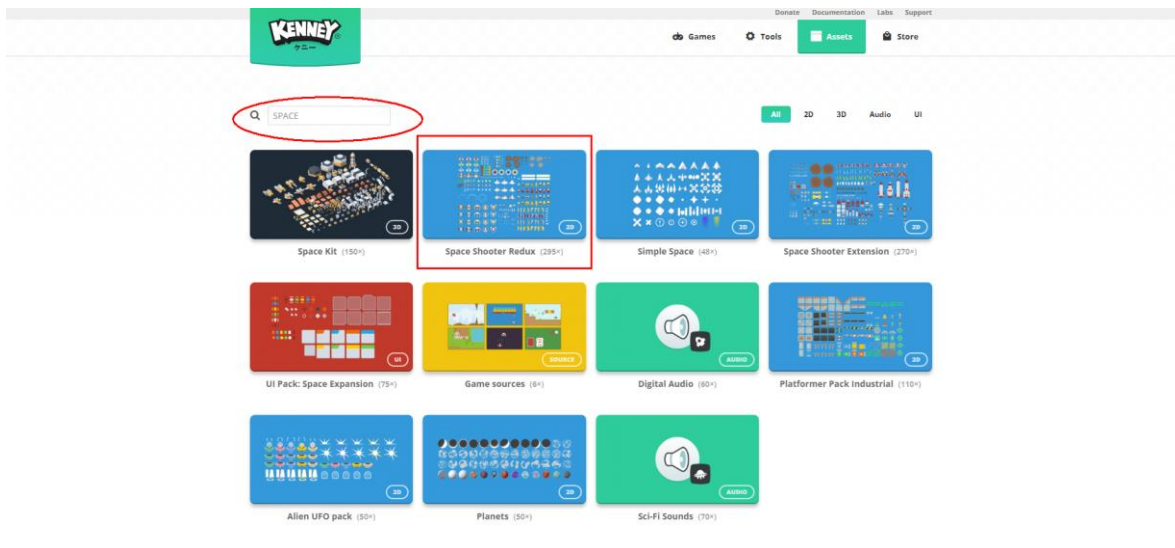 Donate Documentation Labs Support
KENNEY®
ケニー
Games Tools Assets Store
SPACE
All 2D 3D Audio UI
3D 2D 2D 2D
Space Kit (150×) Space Shooter Redux (295×) Simple Space (48×) Space Shooter Extension (270×)
UI SOURCE AUDIO 2D
UI Pack: Space Expansion (75×) Game sources (6×) Digital Audio (60×) Platformer Pack Industrial (110×)
2D 2D AUDIO
Alien UFO pack (50×) Planets (50×) Sci-Fi Sounds (70×)